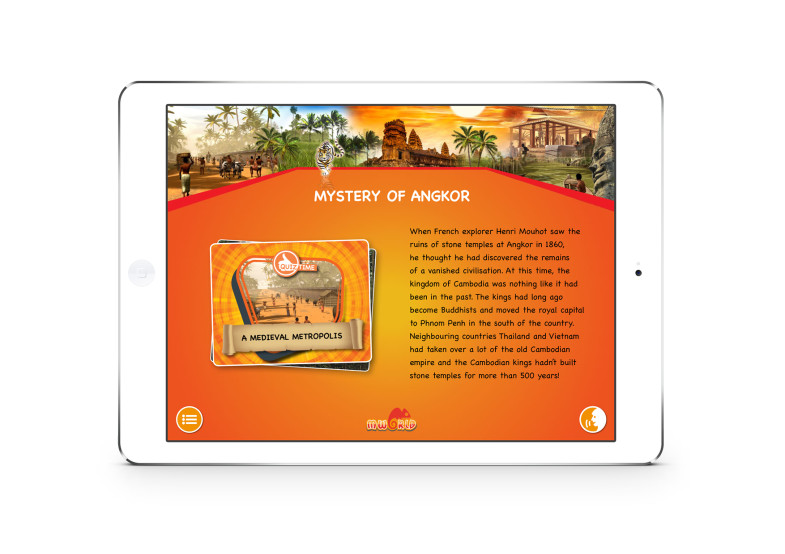 MYSTERY OF ANGKOR
When French explorer Henri Mouhot saw the
ruins of stone temples at Angkor in 1860,
he thought he had discovered the remains
of a vanished civilisation. At this time, the
kingdom of Cambodia was nothing like it had
been in the past. The kings had long ago
become Buddhists and moved the royal capital
to Phnom Penh in the south of the country.
Neighbouring countries Thailand and Vietnam
had taken over a lot of the old Cambodian
empire and the Cambodian kings hadn't built
stone temples for more than 500 years!
QUIZ TIME
A MEDIEVAL METROPOLIS
MWORLD